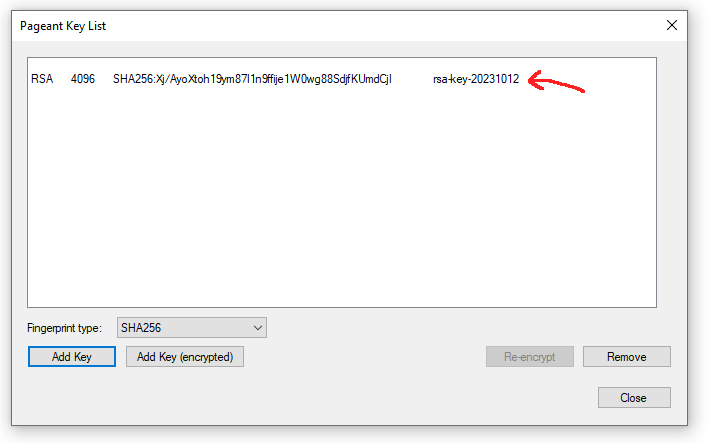 Pageant Key List
RSA 4096 SHA256:Xj/AyoXtoh19ym87I1n9ffije1W0wg88SdjfKUmdCjI rsa-key-20231012
Fingerprint type: SHA256
Add Key Add Key (encrypted) Re-encrypt Remove
Close